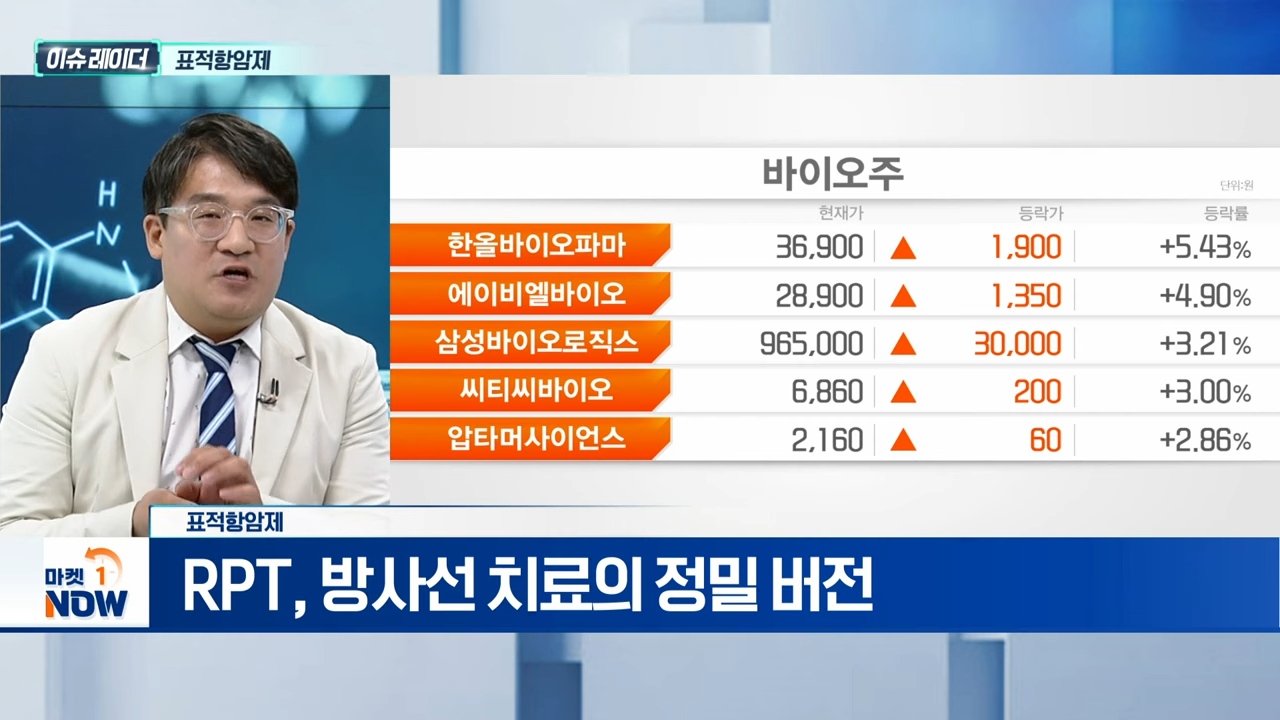 이슈 레이더 표적항암제
바이오주
단위:원
현재가 등락가 등락률
한올바이오파마 36,900 ▲ 1,900 +5.43%
에이비엘바이오 28,900 ▲ 1,350 +4.90%
삼성바이오로직스 965,000 ▲ 30,000 +3.21%
씨티씨바이오 6,860 ▲ 200 +3.00%
압타머사이언스 2,160 ▲ 60 +2.86%
H
N
표적항암제
마켓 1
NOW
RPT, 방사선 치료의 정밀 버전